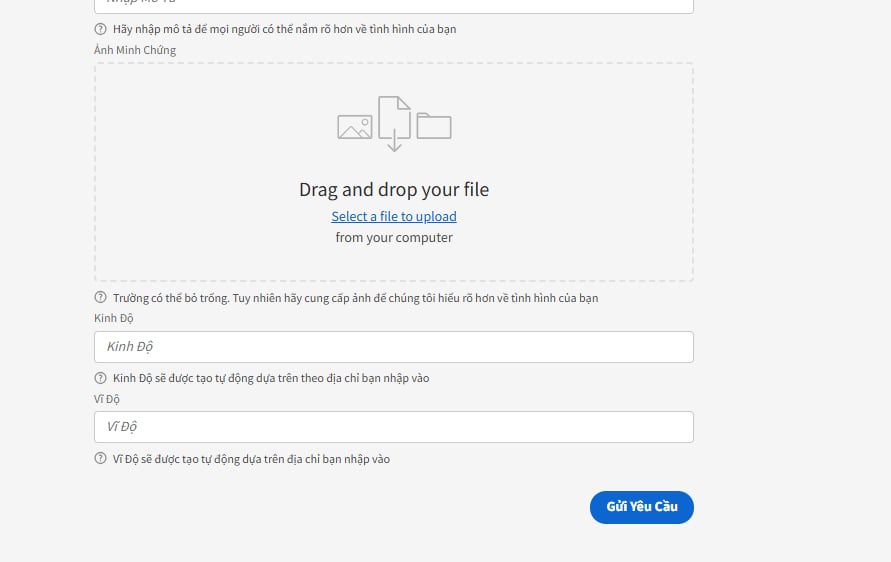 Hãy nhập mô tả để mọi người có thể nắm rõ hơn về tình hình của bạn
Ảnh Minh Chứng
Drag and drop your file
Select a file to upload
from your computer
Trường có thể bỏ trống. Tuy nhiên hãy cung cấp ảnh để chúng tôi hiểu rõ hơn về tình hình của bạn
Kinh Độ
Kinh Độ
Kinh Độ sẽ được tạo tự động dựa trên theo địa chỉ bạn nhập vào
Vĩ Độ
Vĩ Độ
Vĩ Độ sẽ được tạo tự động dựa trên địa chỉ bạn nhập vào
Gửi Yêu Cầu